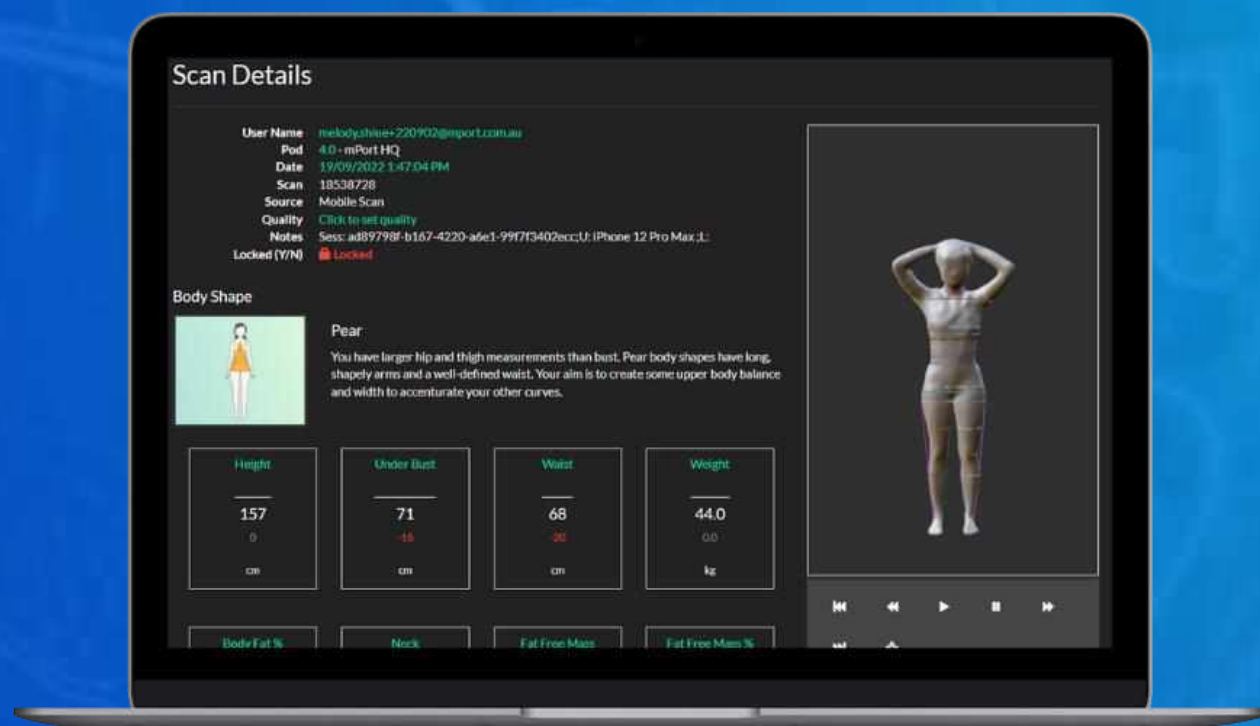 Scan Details
User Name melody.shiue+220902@mport.com.au
Pod 4.0 - mPort HQ
Date 19/09/2022 1:47:04 PM
Scan 18538728
Source Mobile Scan
Quality Click to set quality
Notes Sess: ad89798f-b167-4220-a6e1-99f7f3402ecc;U: iPhone 12 Pro Max ;L:
Locked (Y/N) Locked
Body Shape
Pear
You have larger hip and thigh measurements than bust. Pear body shapes have long,
shapely arms and a well-defined waist. Your aim is to create some upper body balance
and width to accenturate your other curves.
Height Under Bust Waist Weight
157 71 68 44.0
0 -16 -20 0.0
cm cm cm kg
Body Fat % Neck Fat Free Mass Fat Free Mass %